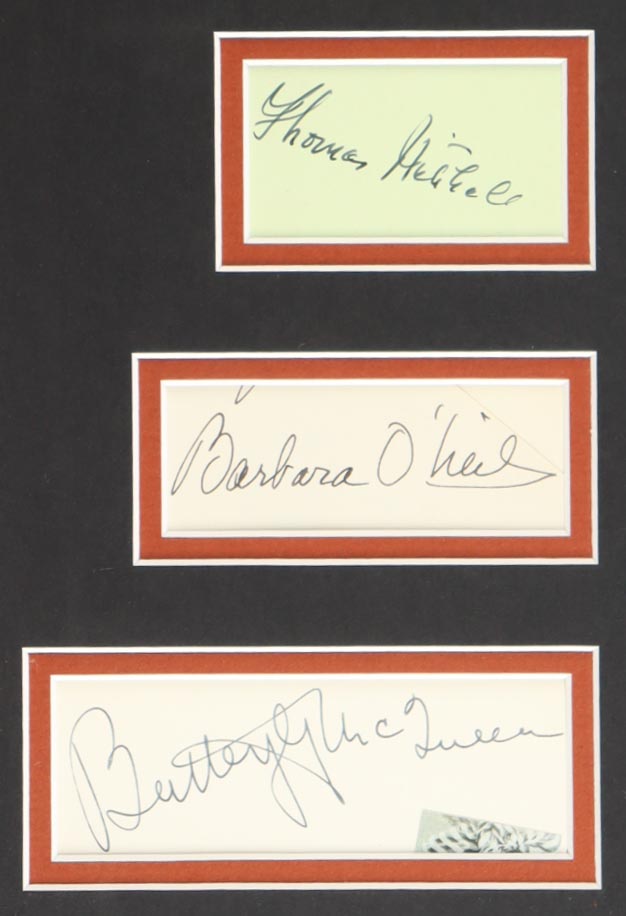 Thomas Mitchell
Barbara O'Neil
Butterfly McQueen